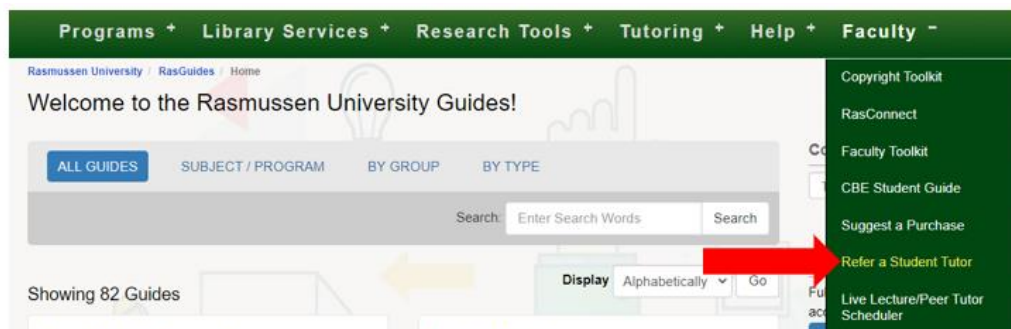 Programs + Library Services + Research Tools + Tutoring + Help + Faculty -
Rasmussen University / RasGuides / Home
Welcome to the Rasmussen University Guides!
ALL GUIDES SUBJECT / PROGRAM BY GROUP BY TYPE
Search: Enter Search Words Search
Display Alphabetically Go
Showing 82 Guides
Copyright Toolkit
RasConnect
Faculty Toolkit
CBE Student Guide
Suggest a Purchase
Refer a Student Tutor
Live Lecture/Peer Tutor
Scheduler